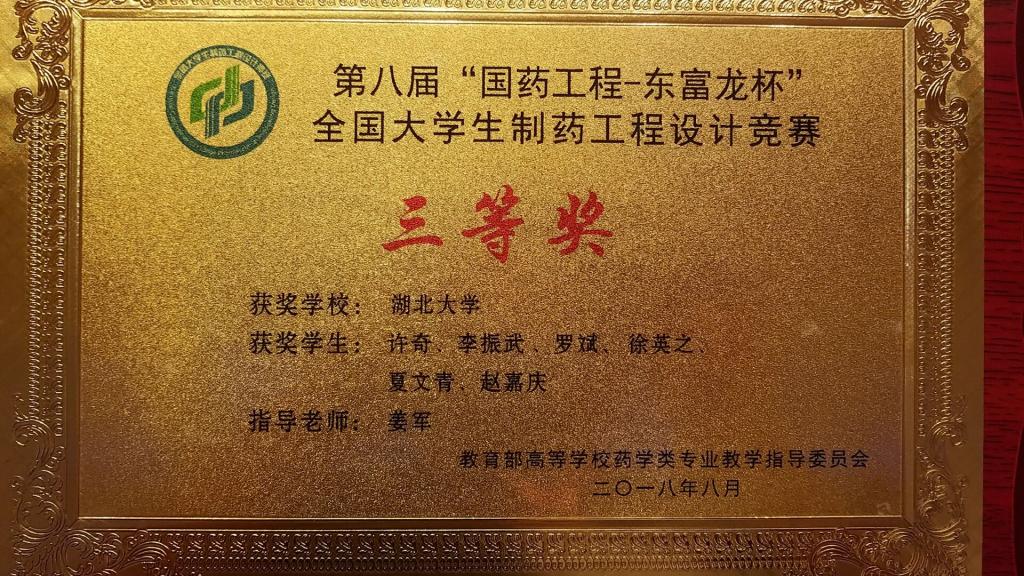 第八届“国药工程-东富龙杯”
全国大学生制药工程设计竞赛
三等奖
获奖学校： 湖北大学
获奖学生： 许奇、李振武、罗斌、徐英之、
夏文青、赵嘉庆
指导老师： 姜军
教育部高等学校药学类专业教学指导委员会
二〇一八年八月